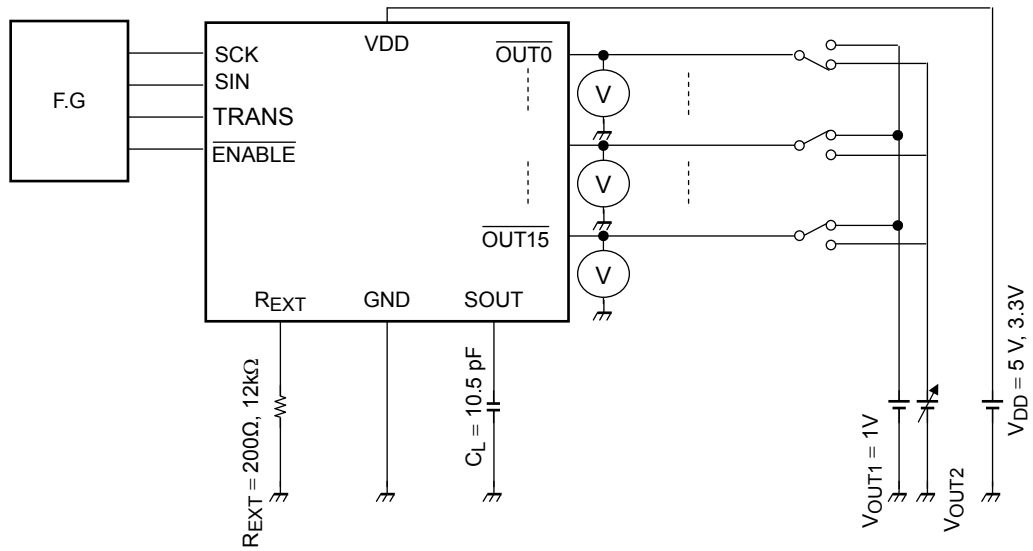 F.G
SCK
SIN
TRANS
ENABLE
VDD
OUT0
OUT15
REXT
GND
SOUT
V
V
V
REXT = 200Ω, 12kΩ
CL = 10.5 pF
VOUT1 = 1V
VOUT2
VDD = 5 V, 3.3V